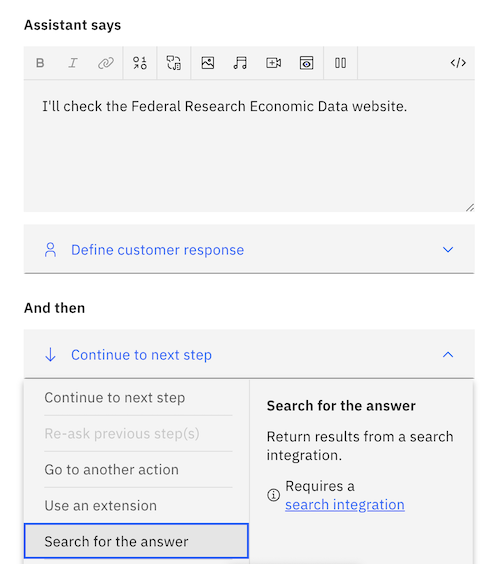 Assistant says
B I </>
I'll check the Federal Research Economic Data website.
Define customer response
And then
Continue to next step
Continue to next step
Re-ask previous step(s)
Go to another action
Use an extension
Search for the answer
Search for the answer
Return results from a search
integration.
Requires a
search integration